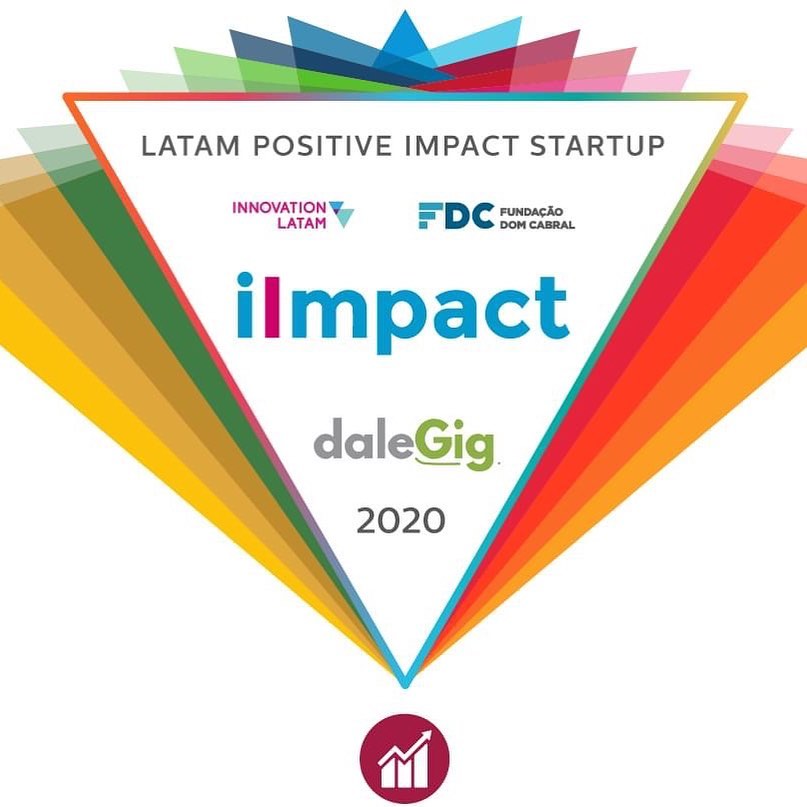 LATAM POSITIVE IMPACT STARTUP
INNOVATION
LATAM
FDC FUNDAÇÃO
DOM CABRAL
iImpact
daleGig.
2020